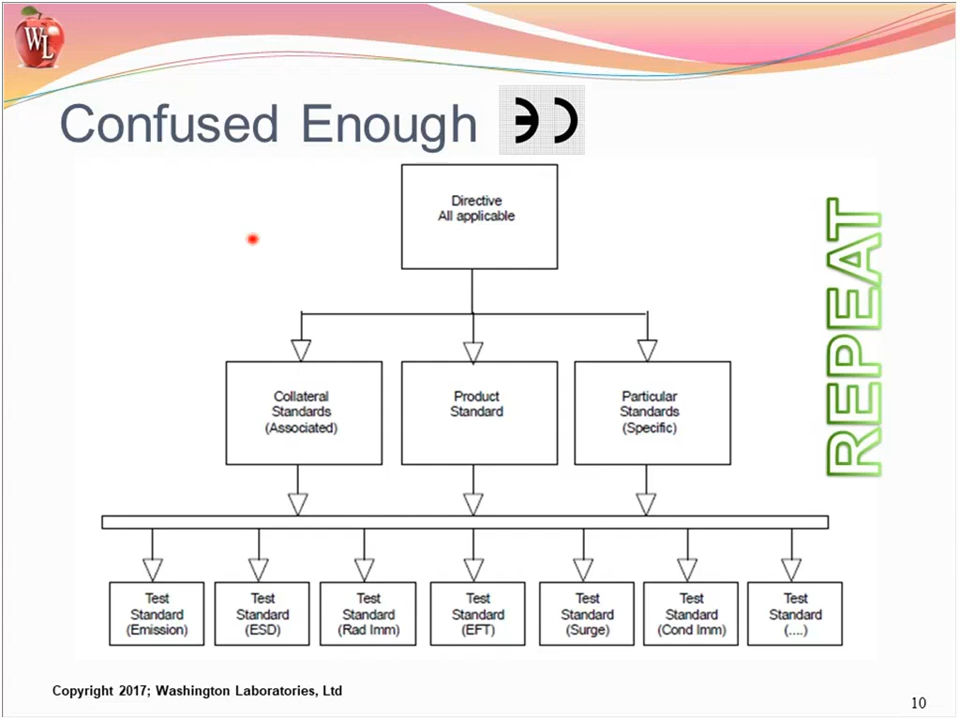 WL
Confused Enough
Directive
All applicable
REPEAT
Collateral
Standards
(Associated)
Product
Standard
Particular
Standards
(Specific)
Test
Standard
(Emission)
Test
Standard
(ESD)
Test
Standard
(Rad Imm)
Test
Standard
(EFT)
Test
Standard
(Surge)
Test
Standard
(Cond Imm)
Test
Standard
(....)
Copyright 2017; Washington Laboratories, Ltd
10